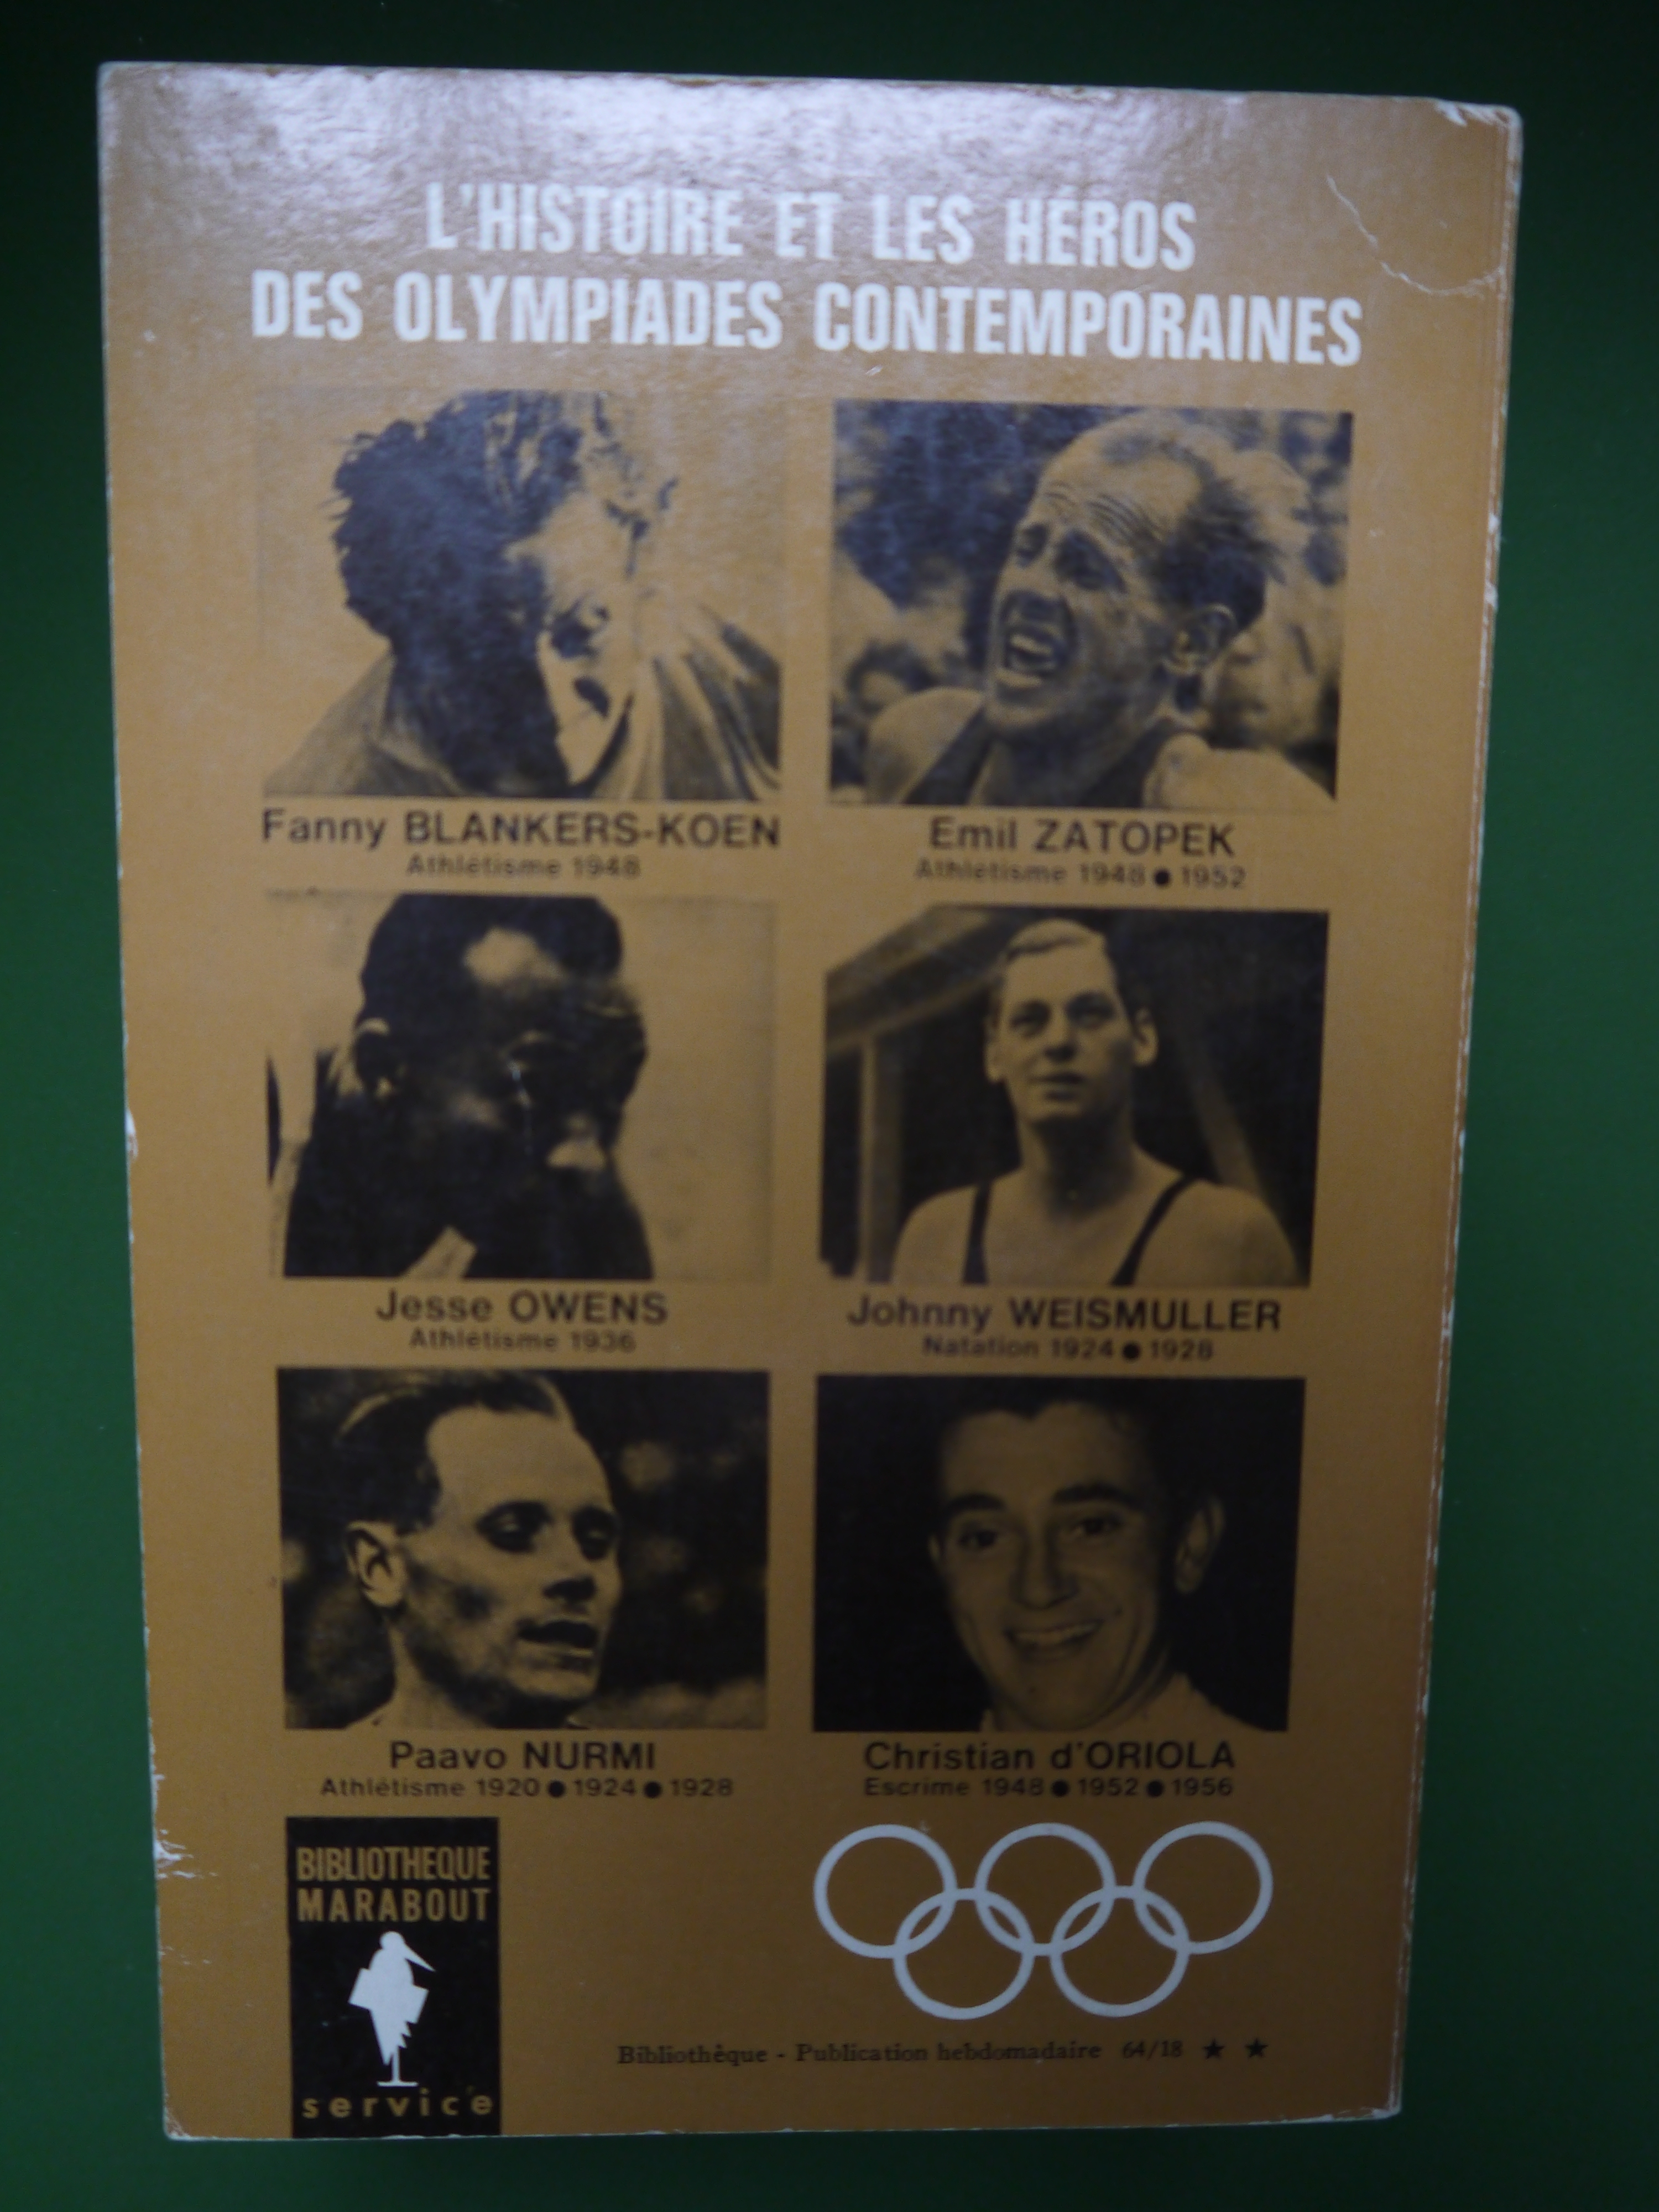 L'HISTOIRE ET LES HÉROS
DES OLYMPIADES CONTEMPORAINES
Fanny BLANKERS-KOEN
Athlétisme 1948
Emil ZATOPEK
Athlétisme 1948 ● 1952
Jesse OWENS
Athlétisme 1936
Johnny WEISMULLER
Natation 1924 ● 1928
Paavo NURMI
Athlétisme 1920 ● 1924 ● 1928
Christian d'ORIOLA
Escrime 1948 ● 1952 ● 1956
BIBLIOTHEQUE
MARABOUT
service
Bibliothèque - Publication hebdomadaire 64/18 ★ ★